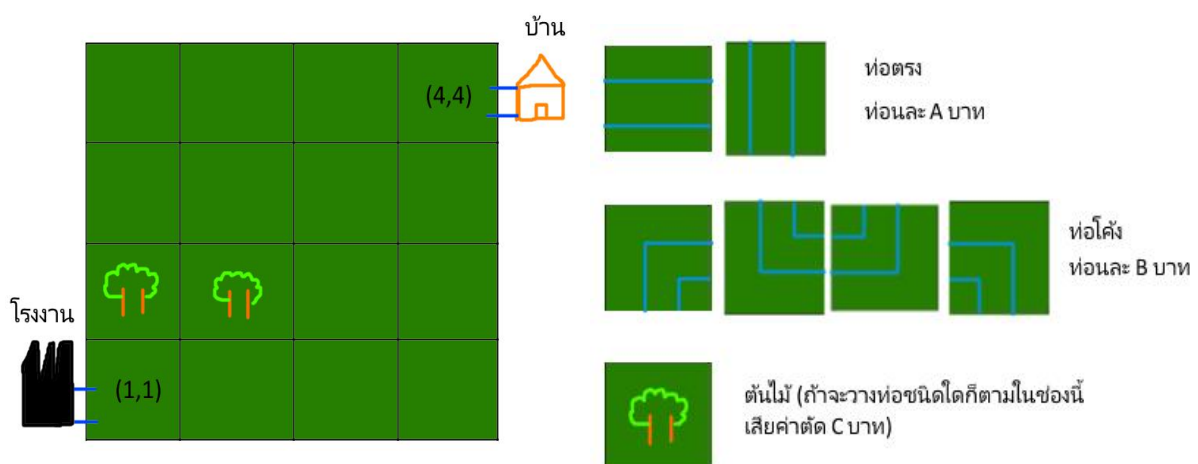 บ้าน
(4,4)
โรงงาน
(1,1)
ท่อตรง
ท่อนละ A บาท
ท่อโค้ง
ท่อนละ B บาท
ต้นไม้ (ถ้าจะวางท่อชนิดใดก็ตามในช่องนี้
เสียค่าตัด C บาท)